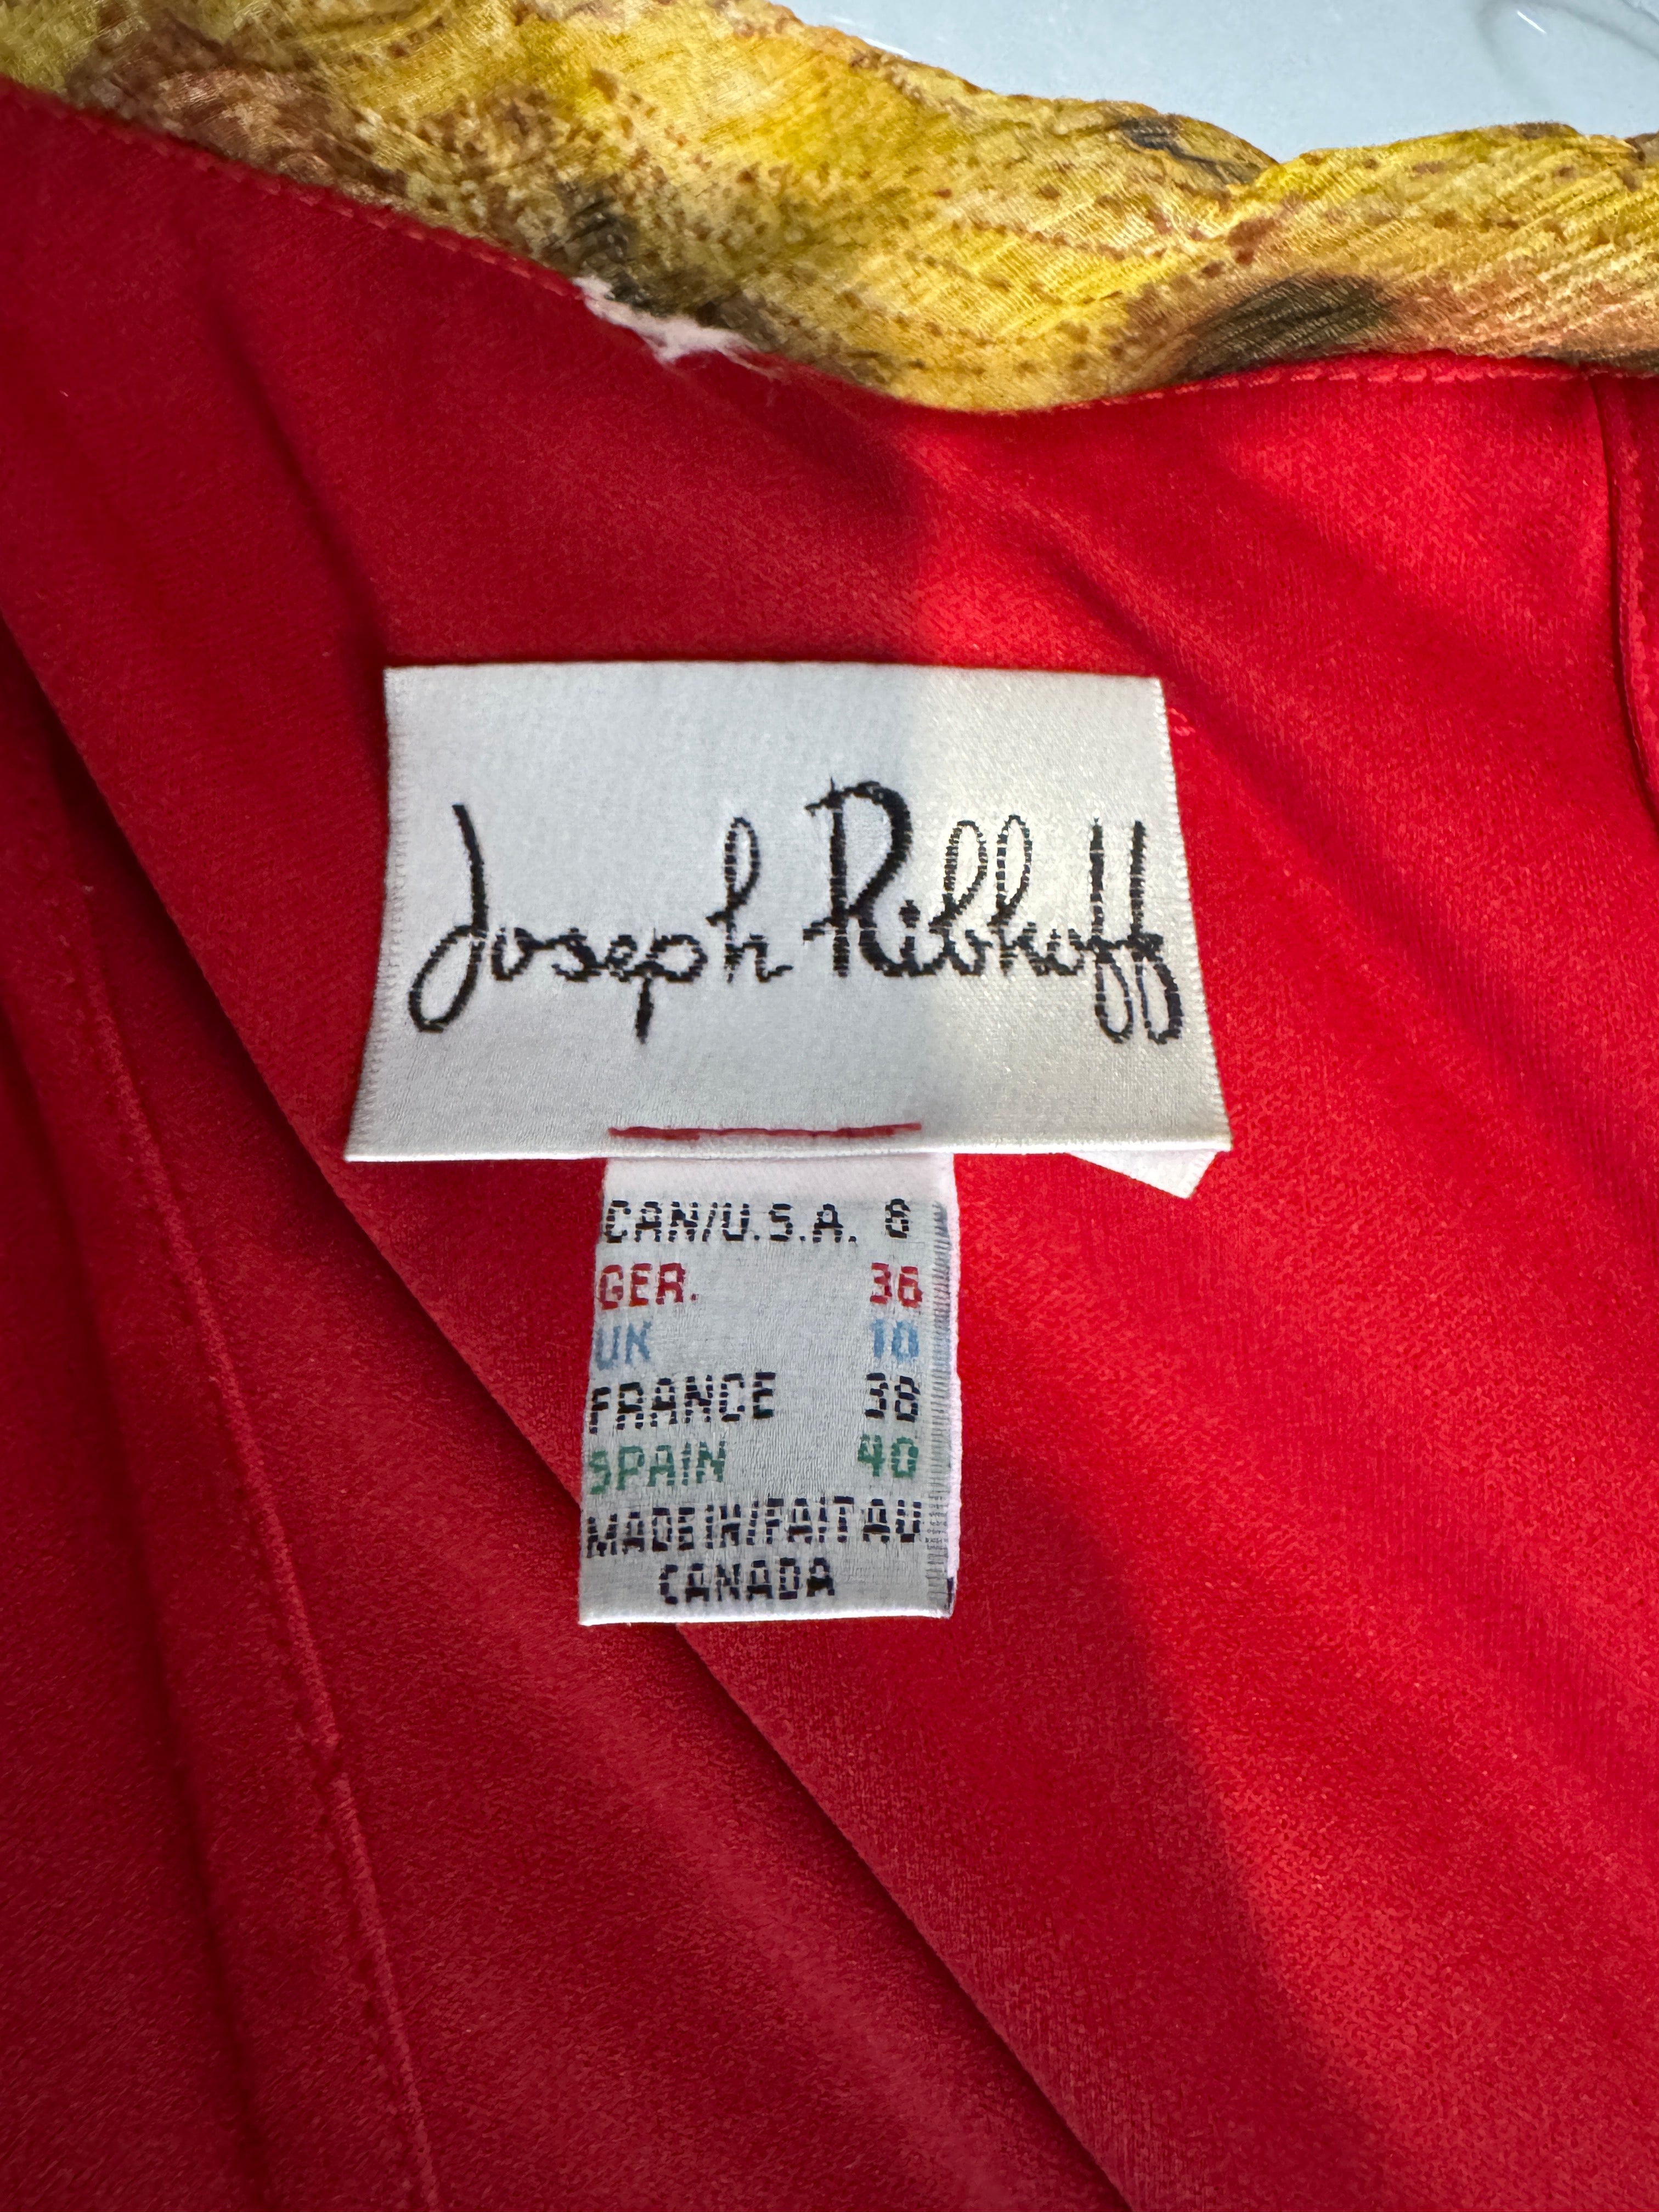 Joseph Ribkoff
CAN/U.S.A. 6
GER. 36
UK 10
FRANCE 38
SPAIN 40
MADE IN/FAIT AU
CANADA